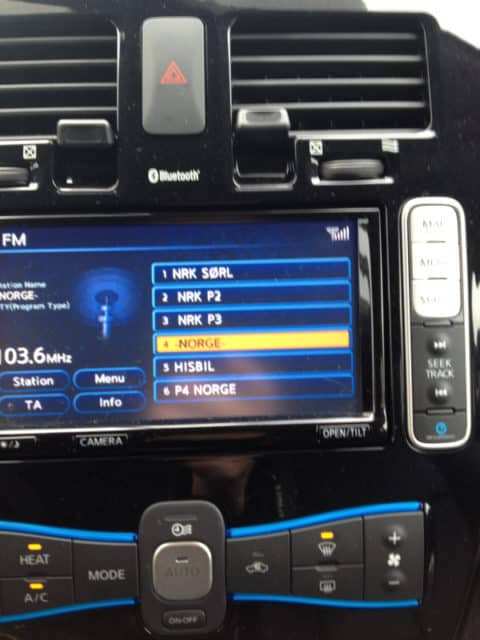 Bluetooth
FM
Station Name
-NORGE-
PTY(Program Type)
103.6MHz
Station
Menu
TA
Info
1 NRK SØRL
2 NRK P2
3 NRK P3
4 -NORGE-
5 HISBIL
6 P4 NORGE
CAMERA
OPEN/TILT
MAP
MENU
SEEK
TRACK
HEAT
A/C
MODE
AUTO
ON·OFF